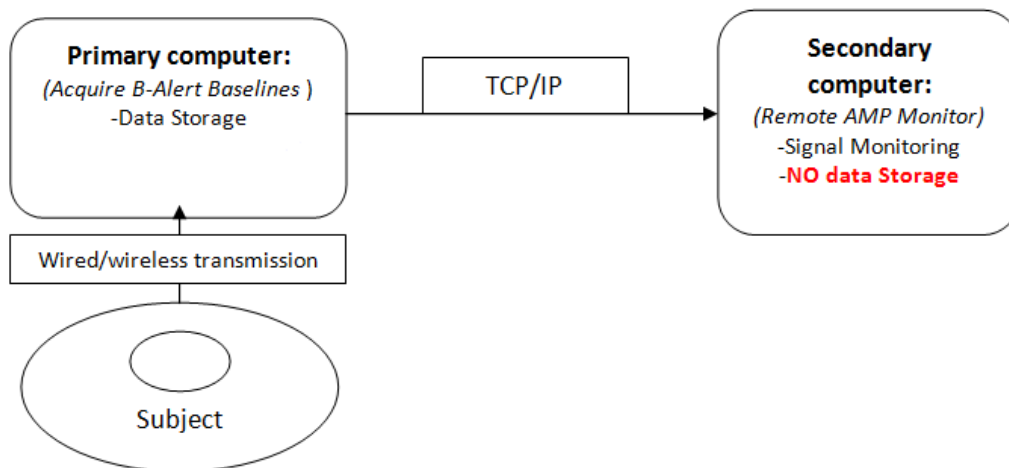 Primary computer:
(Acquire B-Alert Baselines )
-Data Storage
TCP/IP
Secondary
computer:
(Remote AMP Monitor)
-Signal Monitoring
-NO data Storage
Wired/wireless transmission
Subject